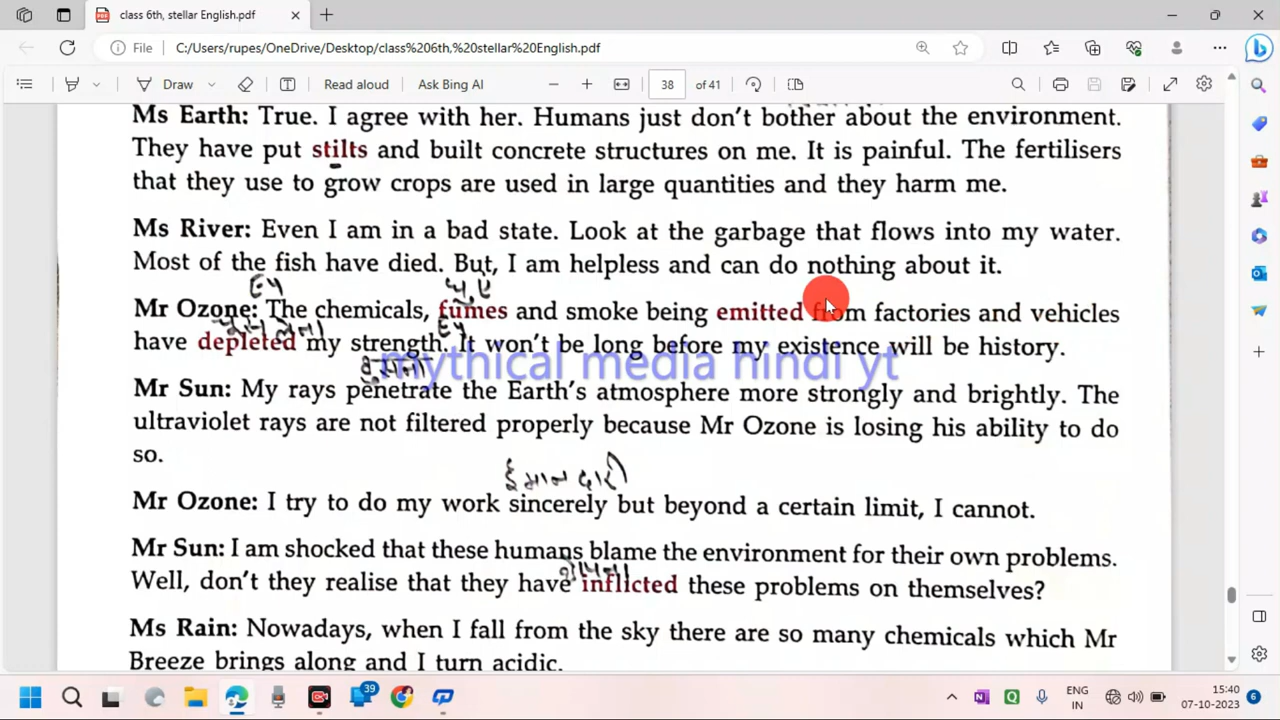 class 6th, stellar English.pdf
File C:/Users/rupes/OneDrive/Desktop/class%206th,%20stellar%20English.pdf
Draw Read aloud Ask Bing AI 38 of 41
Ms Earth: True. I agree with her. Humans just don't bother about the environment.
They have put stilts and built concrete structures on me. It is painful. The fertilisers
that they use to grow crops are used in large quantities and they harm me.
Ms River: Even I am in a bad state. Look at the garbage that flows into my water.
Most of the fish have died. But, I am helpless and can do nothing about it.
Mr Ozone: The chemicals, fumes and smoke being emitted from factories and vehicles
have depleted my strength. It won't be long before my existence will be history.
mythical media hindi yt
Mr Sun: My rays penetrate the Earth's atmosphere more strongly and brightly. The
ultraviolet rays are not filtered properly because Mr Ozone is losing his ability to do
so.
Mr Ozone: I try to do my work sincerely but beyond a certain limit, I cannot.
Mr Sun: I am shocked that these humans blame the environment for their own problems.
Well, don't they realise that they have inflicted these problems on themselves?
Ms Rain: Nowadays, when I fall from the sky there are so many chemicals which Mr
Breeze brings along and I turn acidic.
39
ENG
IN
15:40
07-10-2023
6